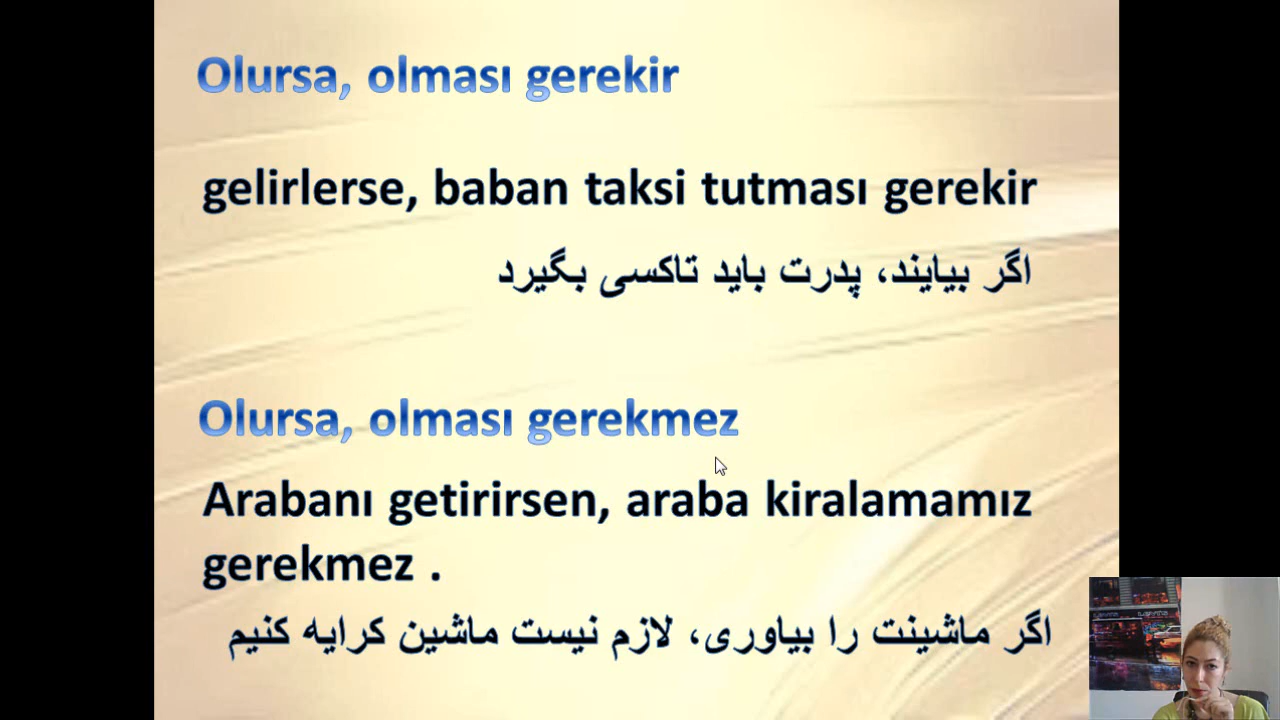 Olursa, olması gerekir
gelirlerse, baban taksi tutması gerekir
اگر بیایند، پدرت باید تاکسی بگیرد
Olursa, olması gerekmez
Arabanı getirirsen, araba kiralamamız
gerekmez .
اگر ماشینت را بیاوری، لازم نیست ماشین کرایه کنیم